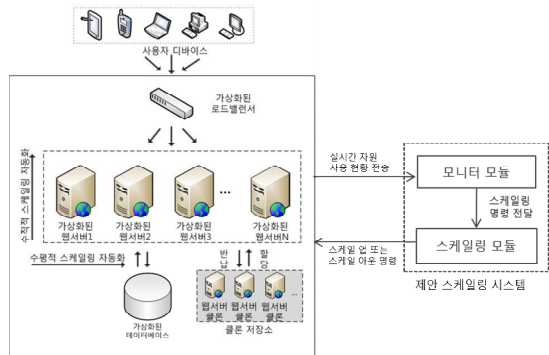 사용자 디바이스
가상화된
로드밸런서
수직적 스케일링 자동화
가상화된
웹서버1
가상화된
웹서버2
가상화된
웹서버3
...
가상화된
웹서버N
수평적 스케일링 자동화
반납
할당
가상화된
데이터베이스
웹서버
클론
웹서버
클론
웹서버
클론
...
클론 저장소
실시간 자원
사용 현황 전송
스케일 업 또는
스케일 아웃 명령
모니터 모듈
스케일링
명령 전달
스케일링 모듈
제안 스케일링 시스템